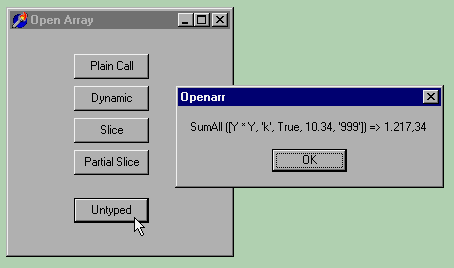 Open Array
Plain Call
Dynamic
Slice
Partial Slice
Untyped
Openarr
SumAll ([Y * Y, 'k', True, 10.34, '999']) => 1.217,34
OK